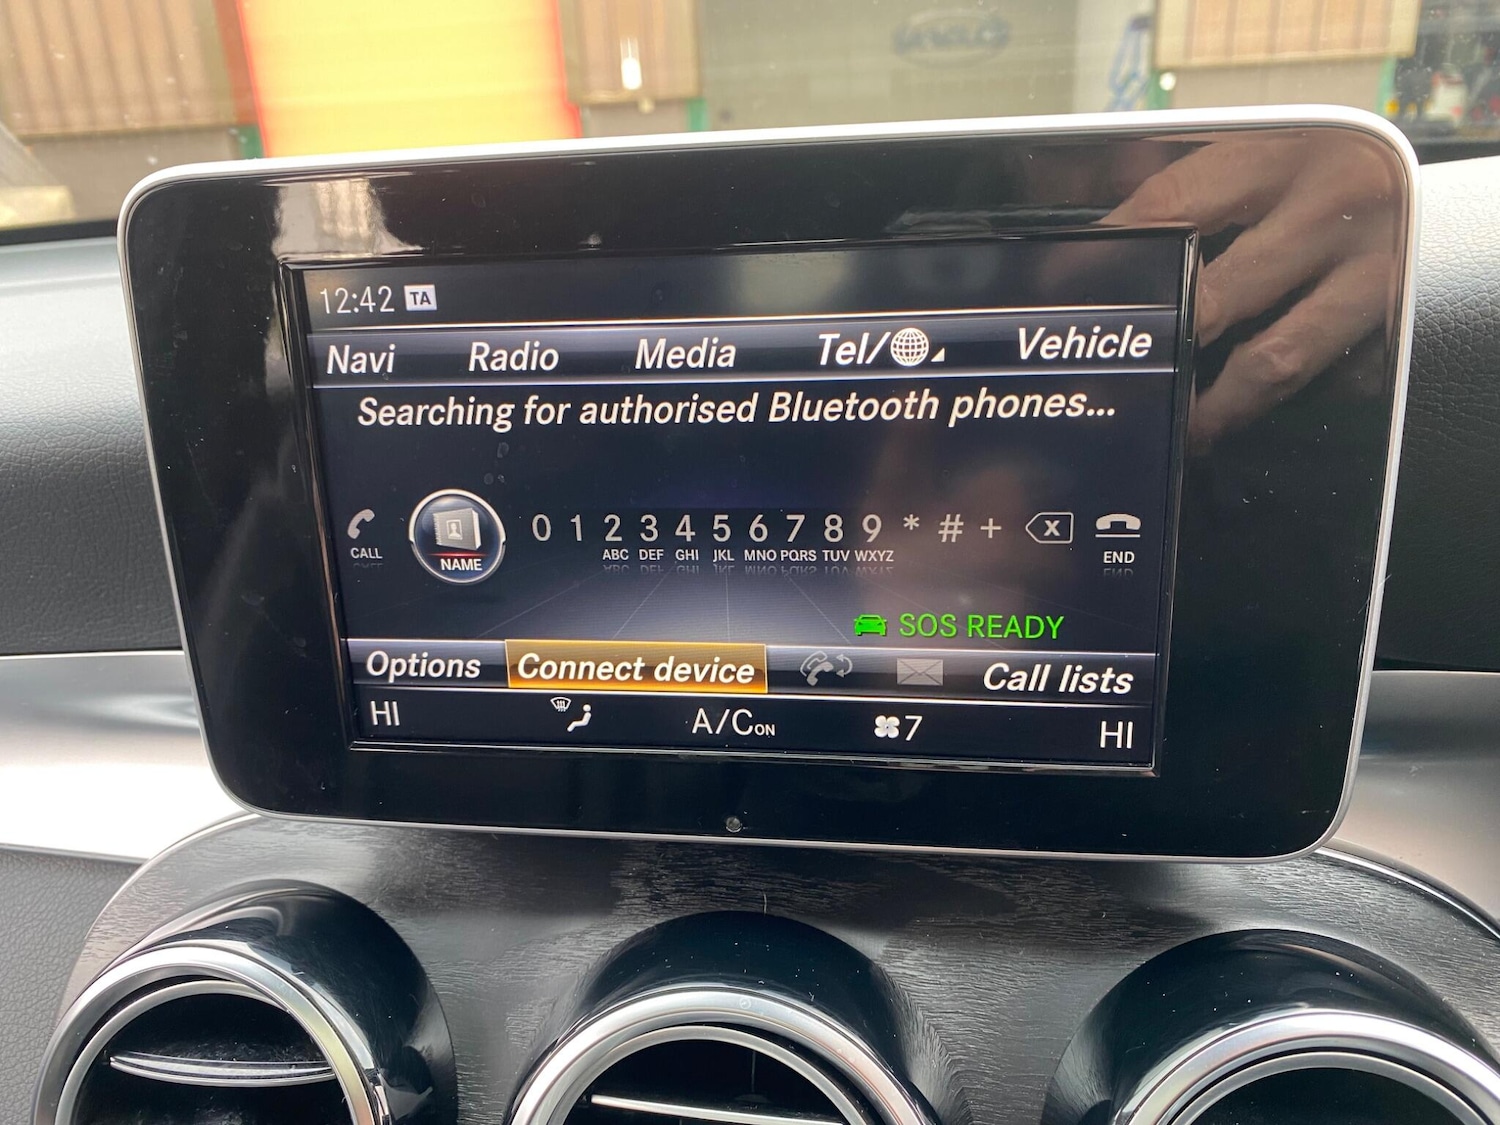 12:42 TA
Navi Radio Media Tel/ Vehicle
Searching for authorised Bluetooth phones...
0 1 2 3 4 5 6 7 8 9 * # + X
CALL NAME ABC DEF GHI JKL MNO PQRS TUV WXYZ END
SOS READY
Options Connect device Call lists
HI A/C ON 7 HI